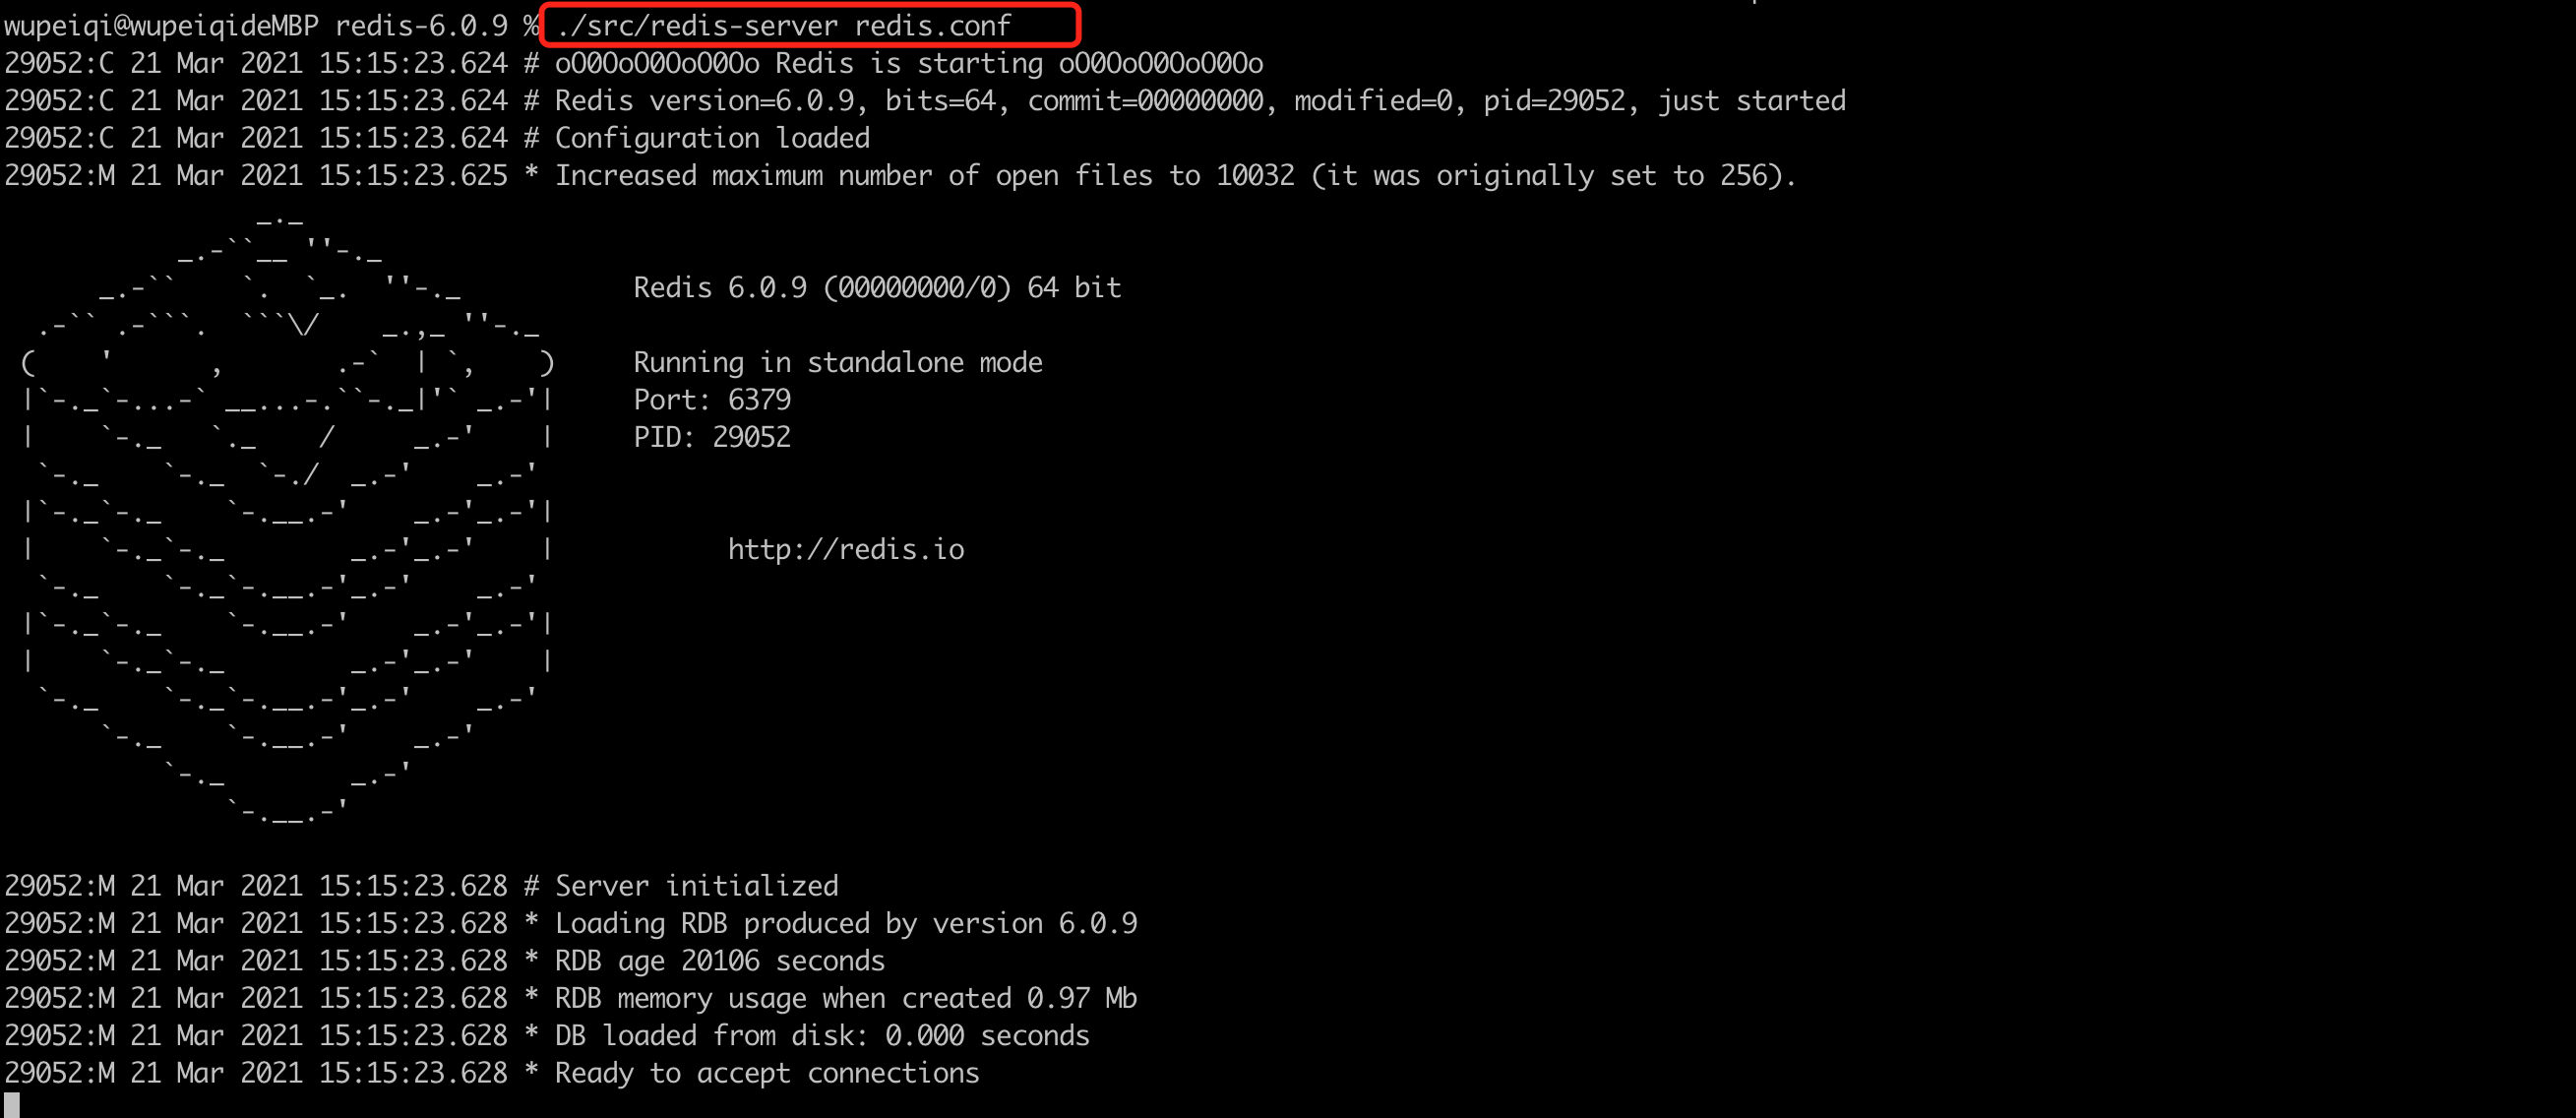 wupeiqi@wupeiqideMBP redis-6.0.9 % ./src/redis-server redis.conf
29052:C 21 Mar 2021 15:15:23.624 # oO0OoO0OoO0Oo Redis is starting oO0OoO0OoO0Oo
29052:C 21 Mar 2021 15:15:23.624 # Redis version=6.0.9, bits=64, commit=00000000, modified=0, pid=29052, just started
29052:C 21 Mar 2021 15:15:23.624 # Configuration loaded
29052:M 21 Mar 2021 15:15:23.625 * Increased maximum number of open files to 10032 (it was originally set to 256).
Redis 6.0.9 (00000000/0) 64 bit
Running in standalone mode
Port: 6379
PID: 29052
http://redis.io
29052:M 21 Mar 2021 15:15:23.628 # Server initialized
29052:M 21 Mar 2021 15:15:23.628 * Loading RDB produced by version 6.0.9
29052:M 21 Mar 2021 15:15:23.628 * RDB age 20106 seconds
29052:M 21 Mar 2021 15:15:23.628 * RDB memory usage when created 0.97 Mb
29052:M 21 Mar 2021 15:15:23.628 * DB loaded from disk: 0.000 seconds
29052:M 21 Mar 2021 15:15:23.628 * Ready to accept connections